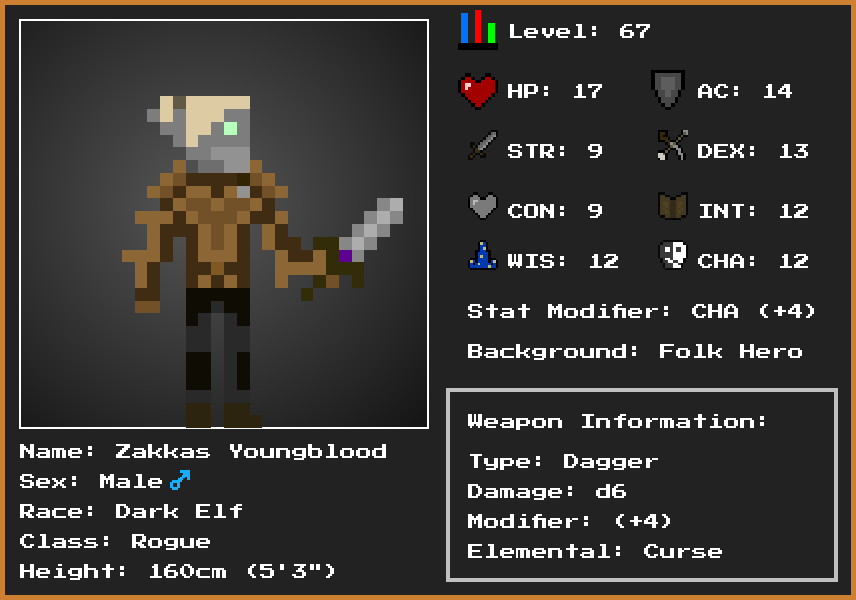 Level: 67
HP: 17
AC: 14
STR: 9
DEX: 13
CON: 9
INT: 12
WIS: 12
CHA: 12
Stat Modifier: CHA (+4)
Background: Folk Hero
Weapon Information:
Type: Dagger
Damage: d6
Modifier: (+4)
Elemental: Curse
Name: Zakkas Youngblood
Sex: Male♂
Race: Dark Elf
Class: Rogue
Height: 160cm (5'3")